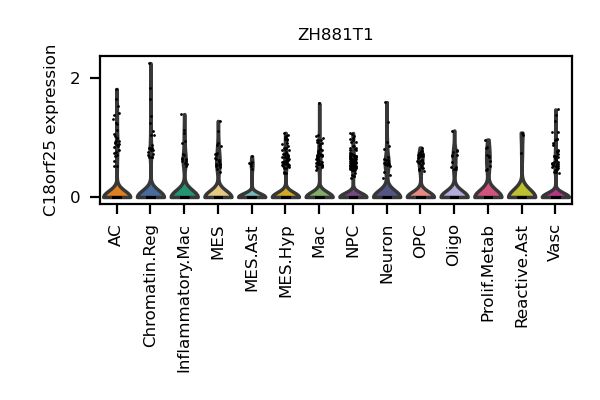 ZH881T1
C18orf25 expression
2
0
AC
Chromatin.Reg
Inflammatory.Mac
MES
MES.Ast
MES.Hyp
Mac
NPC
Neuron
OPC
Oligo
Prolif.Metab
Reactive.Ast
Vasc